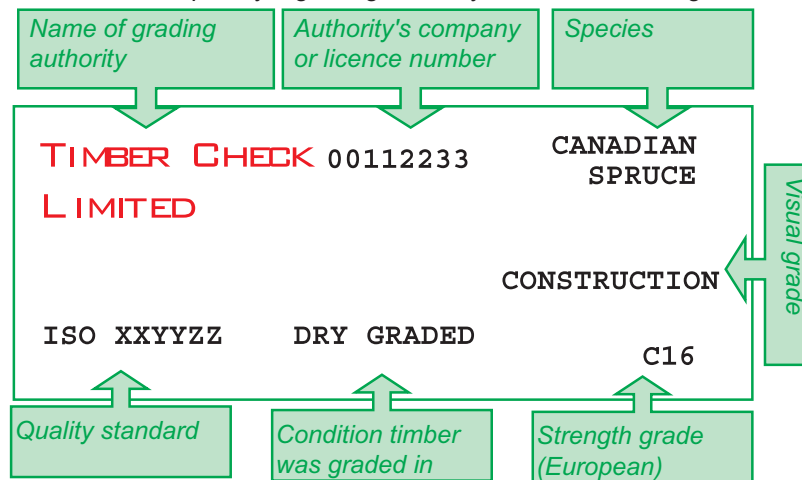 Name of grading
authority
Authority's company
or licence number
Species
TIMBER CHECK
LIMITED
00112233
CANADIAN
SPRUCE
Visual grade
CONSTRUCTION
ISO XXYYZZ
DRY GRADED
C16
Quality standard
Condition timber
was graded in
Strength grade
(European)